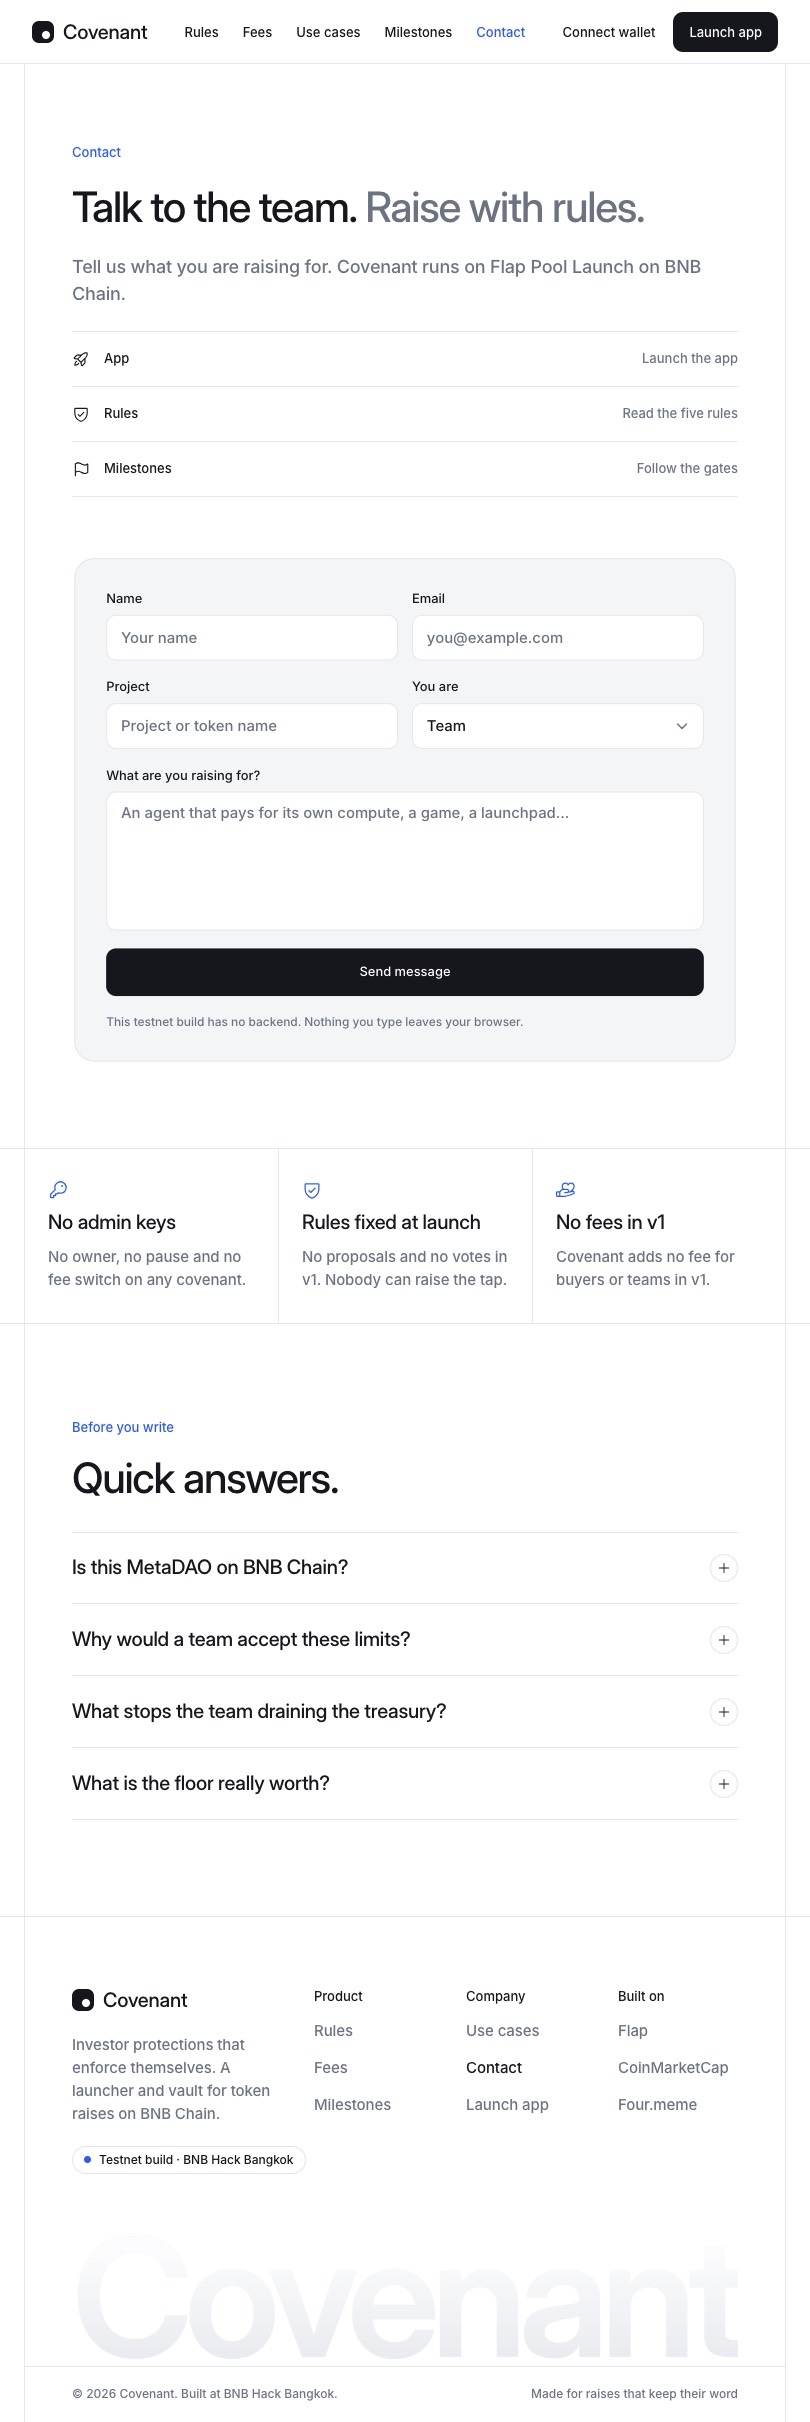 Covenant Rules Fees Use cases Milestones Contact Connect wallet Launch app
Contact
Talk to the team. Raise with rules.
Tell us what you are raising for. Covenant runs on Flap Pool Launch on BNB
Chain.
App Launch the app
Rules Read the five rules
Milestones Follow the gates
Name Email
Your name you@example.com
Project You are
Project or token name Team
What are you raising for?
An agent that pays for its own compute, a game, a launchpad...
Send message
This testnet build has no backend. Nothing you type leaves your browser.
No admin keys
No owner, no pause and no
fee switch on any covenant.
Rules fixed at launch
No proposals and no votes in
v1. Nobody can raise the tap.
No fees in v1
Covenant adds no fee for
buyers or teams in v1.
Before you write
Quick answers.
Is this MetaDAO on BNB Chain?
Why would a team accept these limits?
What stops the team draining the treasury?
What is the floor really worth?
Covenant
Investor protections that
enforce themselves. A
launcher and vault for token
raises on BNB Chain.
Testnet build · BNB Hack Bangkok
Product
Rules
Fees
Milestones
Company
Use cases
Contact
Launch app
Built on
Flap
CoinMarketCap
Four.meme
Covenant
© 2026 Covenant. Built at BNB Hack Bangkok. Made for raises that keep their word